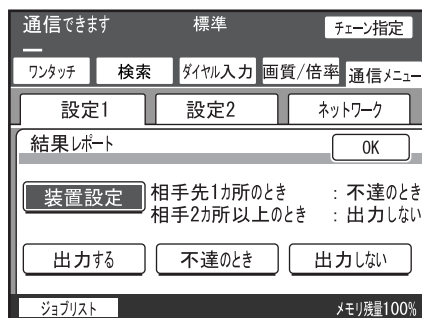 通信できます 標準 チェーン指定
ワンタッチ 検索 ダイヤル入力 画質/倍率 通信メニュー
設定1 設定2 ネットワーク
結果レポート OK
装置設定 相手先1カ所のとき : 不達のとき
相手2カ所以上のとき : 出力しない
出力する 不達のとき 出力しない
ジョブリスト メモリ残量100%